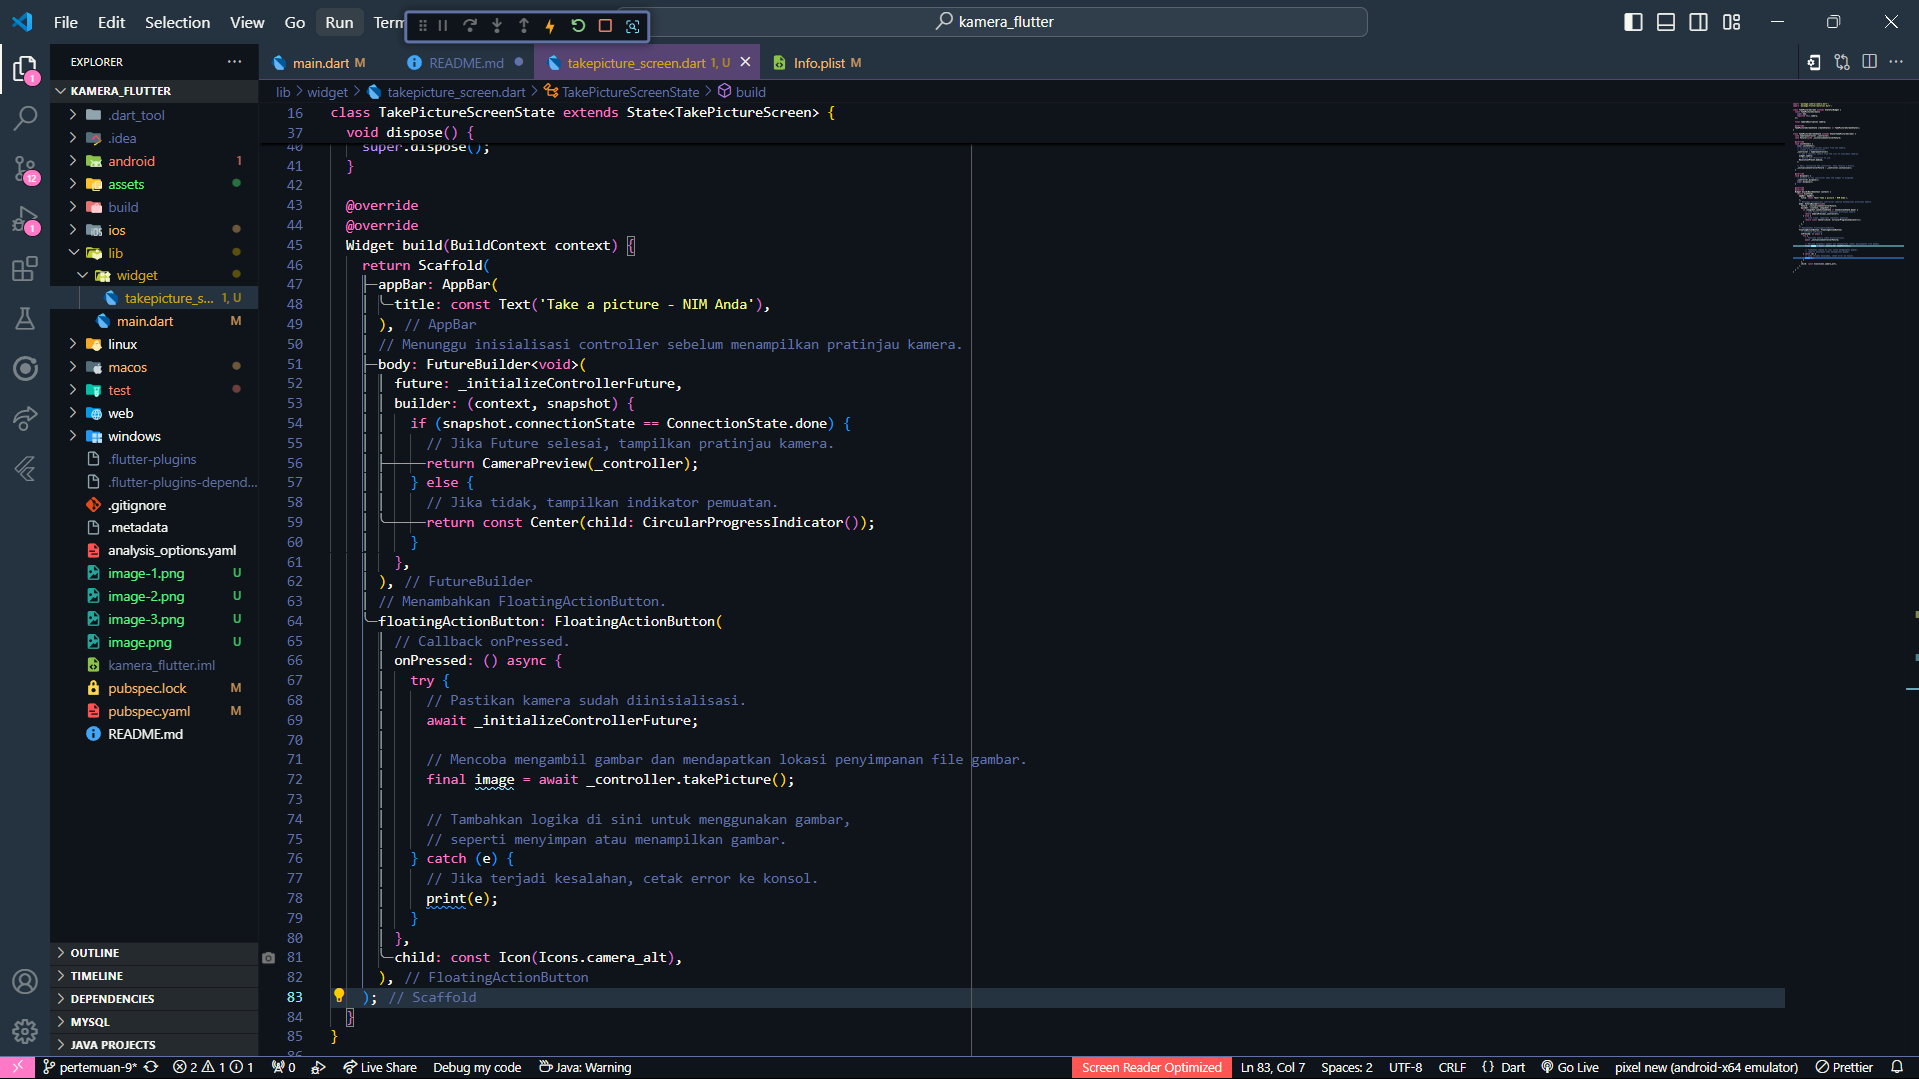 File Edit Selection View Go Run Term
kamera_flutter
EXPLORER
main.dart M
README.md
takepicture_screen.dart 1, U
Info.plist M
KAMERA_FLUTTER
.dart_tool
.idea
android 1
assets
build
ios
lib
widget
takepicture_s... 1, U
main.dart M
linux
macos
test
web
windows
.flutter-plugins
.flutter-plugins-depend...
.gitignore
.metadata
analysis_options.yaml
image-1.png U
image-2.png U
image-3.png U
image.png U
kamera_flutter.iml
pubspec.lock M
pubspec.yaml M
README.md
OUTLINE
TIMELINE
DEPENDENCIES
MYSQL
JAVA PROJECTS
1
12
1
lib > widget > takepicture_screen.dart > TakePictureScreenState > build
16 class TakePictureScreenState extends State<TakePictureScreen> {
37 void dispose() {
40 super.dispose();
41 }
42
43 @override
44 @override
45 Widget build(BuildContext context) {
46 return Scaffold(
47 appBar: AppBar(
48 title: const Text('Take a picture - NIM Anda'),
49 ), // AppBar
50 // Menunggu inisialisasi controller sebelum menampilkan pratinjau kamera.
51 body: FutureBuilder<void>(
52 future: _initializeControllerFuture,
53 builder: (context, snapshot) {
54 if (snapshot.connectionState == ConnectionState.done) {
55 // Jika Future selesai, tampilkan pratinjau kamera.
56 return CameraPreview(_controller);
57 } else {
58 // Jika tidak, tampilkan indikator pemuatan.
59 return const Center(child: CircularProgressIndicator());
60 }
61 },
62 ), // FutureBuilder
63 // Menambahkan FloatingActionButton.
64 floatingActionButton: FloatingActionButton(
65 // Callback onPressed.
66 onPressed: () async {
67 try {
68 // Pastikan kamera sudah diinisialisasi.
69 await _initializeControllerFuture;
70
71 // Mencoba mengambil gambar dan mendapatkan lokasi penyimpanan file gambar.
72 final image = await _controller.takePicture();
73
74 // Tambahkan logika di sini untuk menggunakan gambar,
75 // seperti menyimpan atau menampilkan gambar.
76 } catch (e) {
77 // Jika terjadi kesalahan, cetak error ke konsol.
78 print(e);
79 }
80 },
81 child: const Icon(Icons.camera_alt),
82 ), // FloatingActionButton
83 ); // Scaffold
84 }
85 }
86
pertemuan-9* 2 1 1 0 Live Share Debug my code Java: Warning Screen Reader Optimized Ln 83, Col 7 Spaces: 2 UTF-8 CRLF {} Dart Go Live pixel new (android-x64 emulator) Prettier